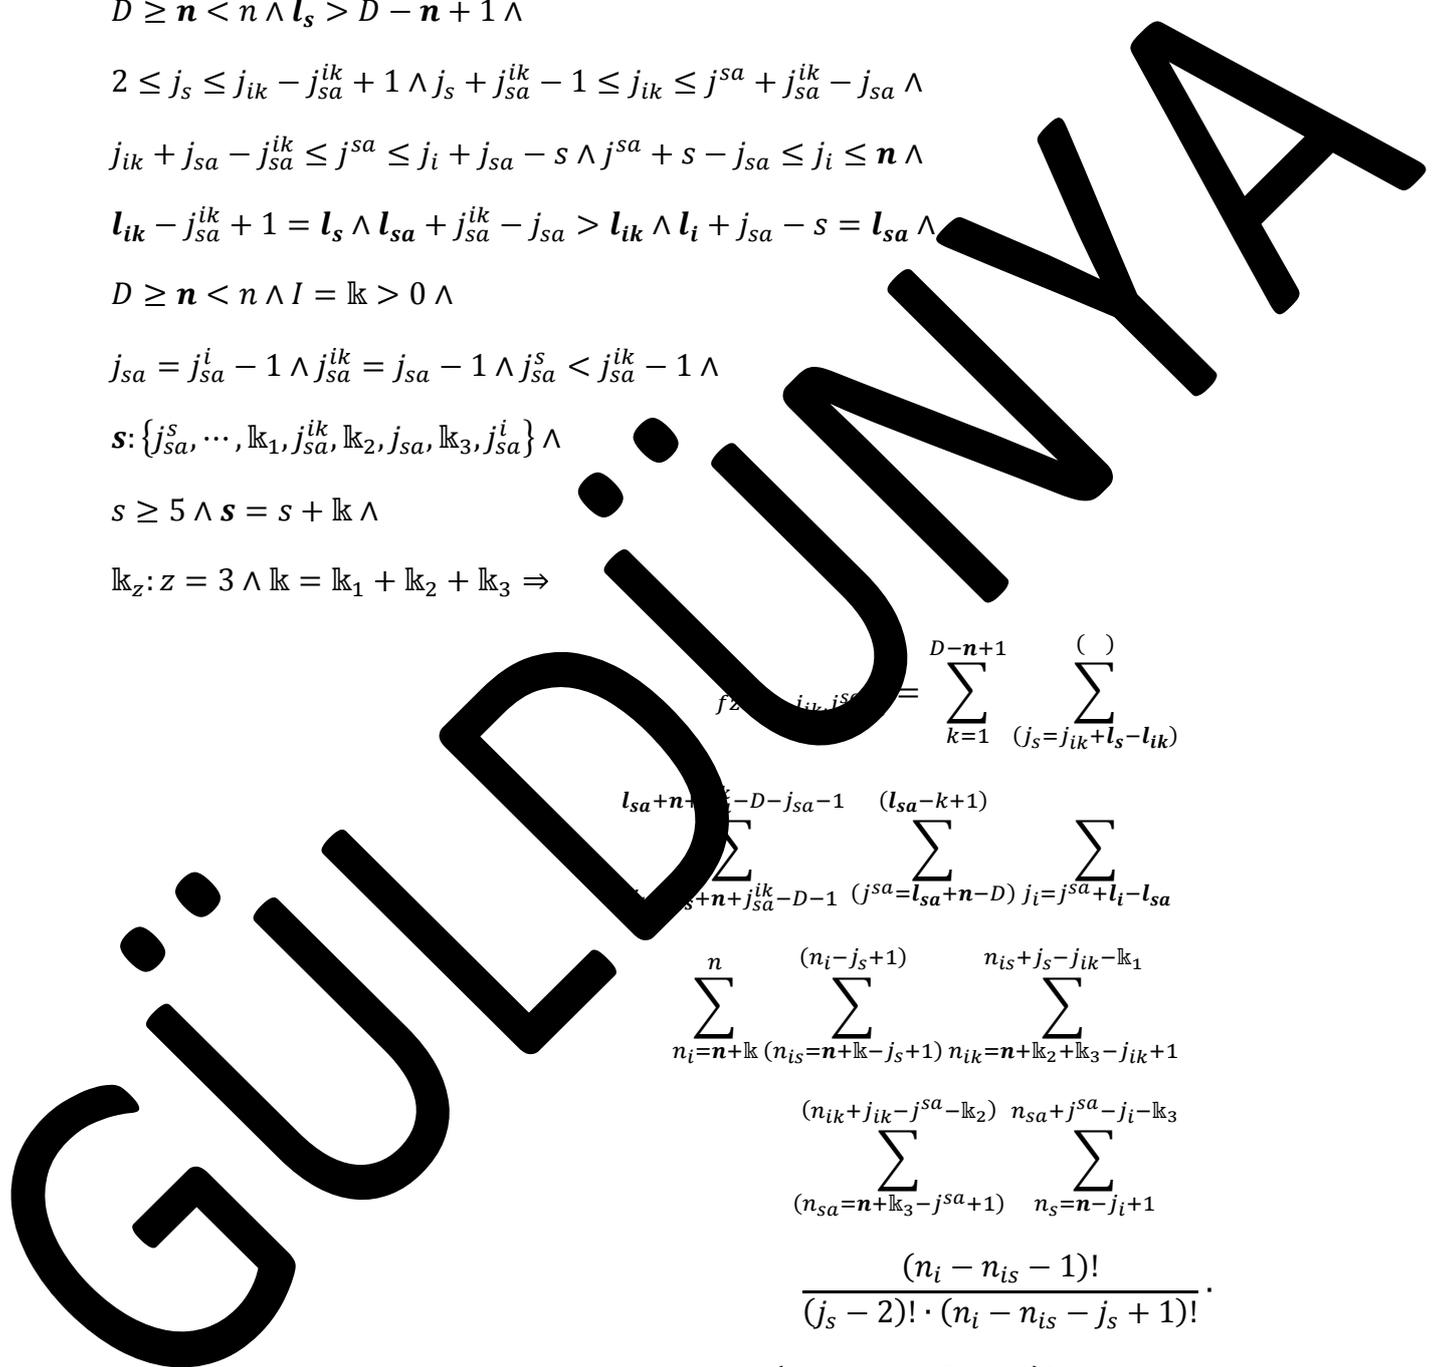 D ≥ 𝒏 < n ∧ 𝒍ₛ > D − 𝒏 + 1 ∧
2 ≤ j_s ≤ j_{ik} − j_{sa}^{ik} + 1 ∧ j_s + j_{sa}^{ik} − 1 ≤ j_{ik} ≤ j^{sa} + j_{sa}^{ik} − j_{sa} ∧
j_{ik} + j_{sa} − j_{sa}^{ik} ≤ j^{sa} ≤ j_i + j_{sa} − s ∧ j^{sa} + s − j_{sa} ≤ j_i ≤ 𝒏 ∧
𝒍_{ik} − j_{sa}^{ik} + 1 = 𝒍_s ∧ 𝒍_{sa} + j_{sa}^{ik} − j_{sa} > 𝒍_{ik} ∧ 𝒍_i + j_{sa} − s = 𝒍_{sa} ∧
D ≥ 𝒏 < n ∧ I = 𝕜 > 0 ∧
j_{sa} = j_{sa}^{i} − 1 ∧ j_{sa}^{ik} = j_{sa} − 1 ∧ j_{sa}^{s} < j_{sa}^{ik} − 1 ∧
𝒔: {j_{sa}^{s}, ⋯ , 𝕜_1, j_{sa}^{ik}, 𝕜_2, j_{sa}, 𝕜_3, j_{sa}^{i}} ∧
s ≥ 5 ∧ 𝒔 = s + 𝕜 ∧
𝕜_z: z = 3 ∧ 𝕜 = 𝕜_1 + 𝕜_2 + 𝕜_3 ⇒
= ∑_{k=1}^{D−𝒏+1} ∑_{(j_s=j_{ik}+𝒍_s−𝒍_{ik})}^{( )}
∑ ∑_{(j^{sa}=𝒍_{sa}+𝒏−D)}^{(𝒍_{sa}−k+1)} ∑_{j_i=j^{sa}+𝒍_i−𝒍_{sa}}
∑_{n_i=𝒏+𝕜}^{n} ∑_{(n_{is}=𝒏+𝕜−j_s+1)}^{(n_i−j_s+1)} ∑_{n_{ik}=𝒏+𝕜_2+𝕜_3−j_{ik}+1}^{n_{is}+j_s−j_{ik}−𝕜_1}
∑_{(n_{sa}=𝒏+𝕜_3−j^{sa}+1)}^{(n_{ik}+j_{ik}−j^{sa}−𝕜_2)} ∑_{n_s=𝒏−j_i+1}^{n_{sa}+j^{sa}−j_i−𝕜_3}
(n_i − n_{is} − 1)!
(j_s − 2)! · (n_i − n_{is} − j_s + 1)! ·
GÜLDÜNYA